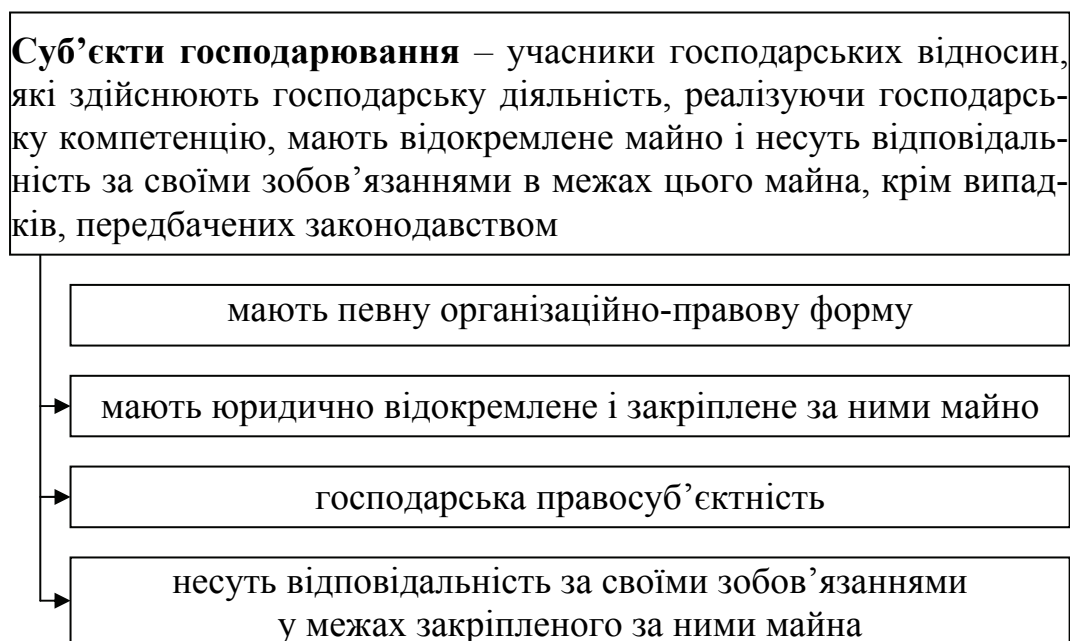 Суб’єкти господарювання – учасники господарських відносин,
які здійснюють господарську діяльність, реалізуючи господарсь-
ку компетенцію, мають відокремлене майно і несуть відповідаль-
ність за своїми зобов’язаннями в межах цього майна, крім випад-
ків, передбачених законодавством
мають певну організаційно-правову форму
мають юридично відокремлене і закріплене за ними майно
господарська правосуб’єктність
несуть відповідальність за своїми зобов’язаннями
у межах закріпленого за ними майна